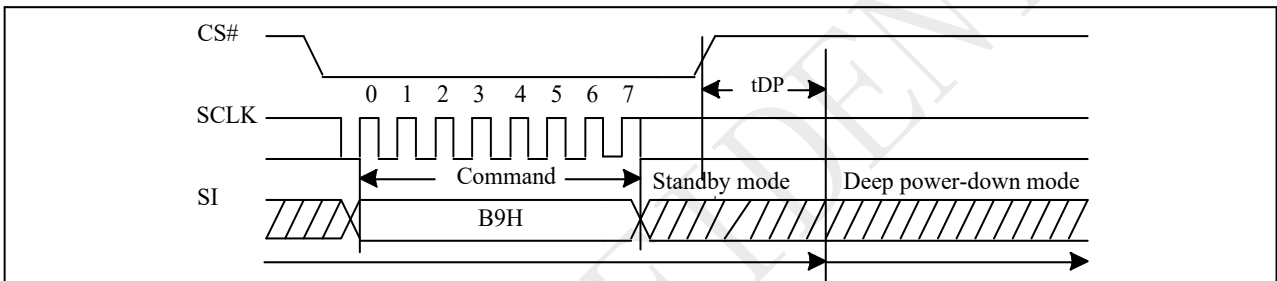 CS#
tDP
0 1 2 3 4 5 6 7
SCLK
Command
Standby mode
Deep power-down mode
SI
B9H